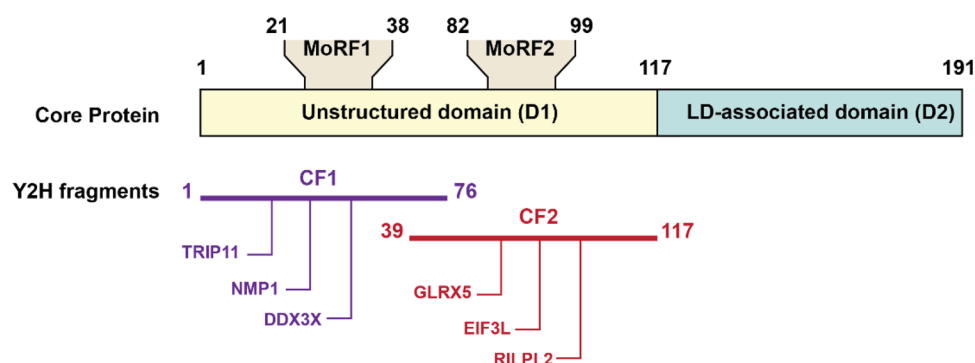 21 38 82 99
MoRF1 MoRF2
1 117 191
Core Protein Unstructured domain (D1) LD-associated domain (D2)
Y2H fragments 1 CF1 76
39 CF2 117
TRIP11
NMP1
DDX3X
GLRX5
EIF3L
RILPL2